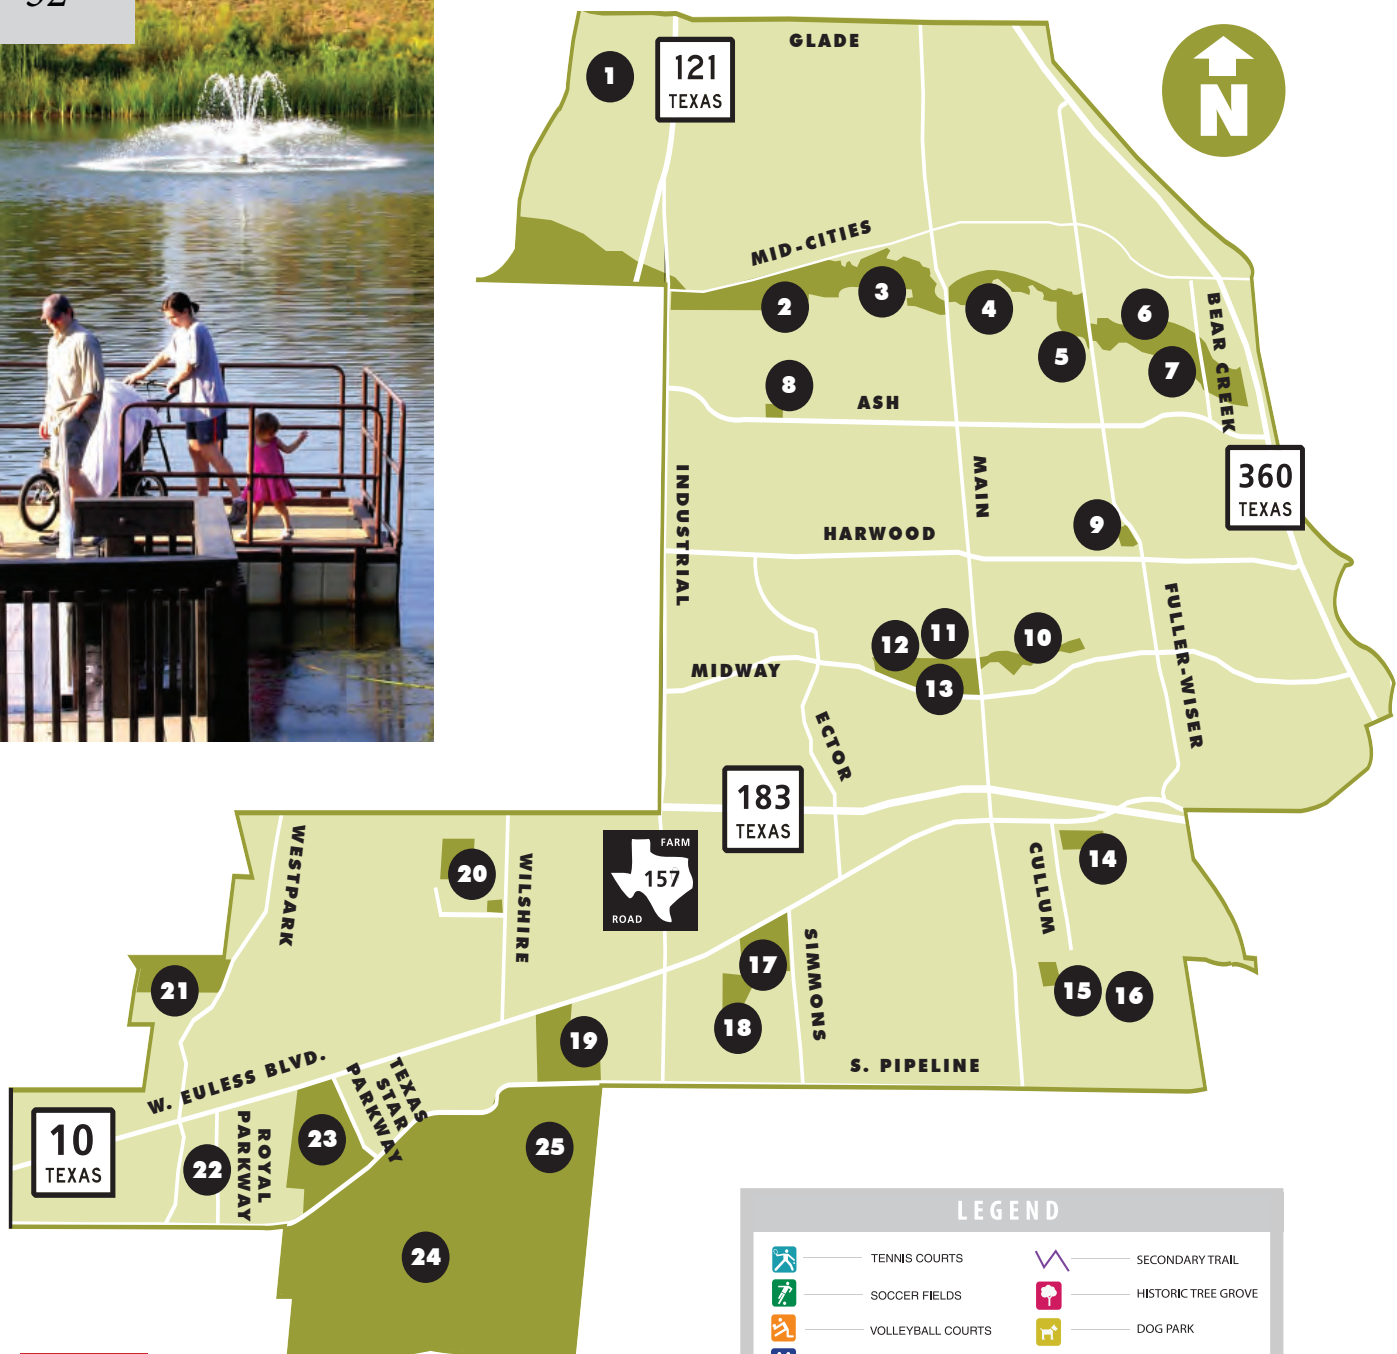 32
GLADE
1
121
TEXAS
N
MID-CITIES
2
3
4
5
6
7
BEAR CREEK
8
ASH
INDUSTRIAL
MAIN
360
TEXAS
HARWOOD
9
FULLER-WISER
12
11
10
MIDWAY
13
ECTOR
183
TEXAS
WESTPARK
20
WILSHIRE
FARM
157
ROAD
CULLUM
14
17
SIMMONS
21
15
16
18
19
W. EULESS BLVD.
S. PIPELINE
TEXAS
STAR
PARKWAY
10
TEXAS
22
ROYAL
PARKWAY
23
25
24
LEGEND
TENNIS COURTS
SECONDARY TRAIL
SOCCER FIELDS
HISTORIC TREE GROVE
VOLLEYBALL COURTS
DOG PARK